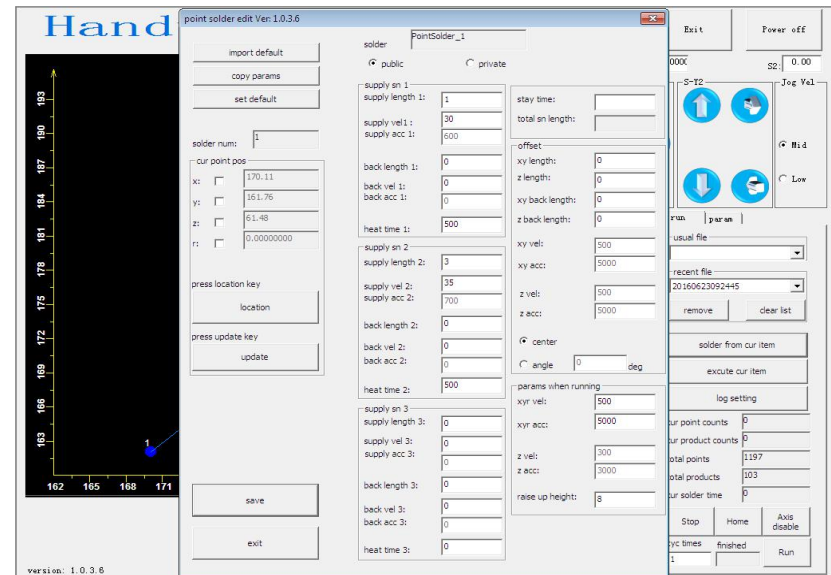 Hand
point solder edit Ver: 1.0.3.6
import default
copy params
set default
solder num: 1
cur point pos
x: 170.11
y: 161.76
z: 61.48
r: 0.00000000
press location key
location
press update key
update
save
exit
solder PointSolder_1
public private
supply sn 1
supply length 1: 1
supply vel1 : 30
supply acc 1: 600
back length 1: 0
back vel 1: 0
back acc 1: 0
heat time 1: 500
supply sn 2
supply length 2: 3
supply vel 2: 35
supply acc 2: 700
back length 2: 0
back vel 2: 0
back acc 2: 0
heat time 2: 500
supply sn 3
supply length 3: 0
supply vel 3: 0
supply acc 3: 0
back length 3: 0
back vel 3: 0
back acc 3: 0
heat time 3: 0
stay time:
total sn length:
offset
xy length: 0
z length: 0
xy back length: 0
z back length: 0
xy vel: 500
xy acc: 5000
z vel: 500
z acc: 5000
center
angle 0 deg
params when running
xyr vel: 500
xyr acc: 5000
z vel: 300
z acc: 3000
raise up height: 8
Exit Power off
S2: 0.00
S-Y2 Jog Vel
Mid
Low
run param
usual file
recent file
20160623092445
remove clear list
solder from cur item
excute cur item
log setting
cur point counts 0
cur product counts 0
total points 1197
total products 103
cur solder time 0
Stop Home Axis disable
cyc times finished
1 Run
193
190
187
184
181
178
175
172
169
166
163
1
162 165 168 171
version: 1.0.3.6